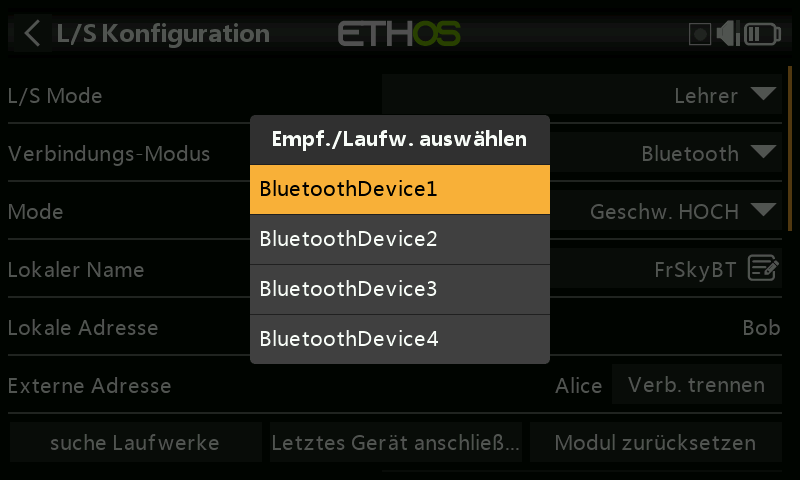 L/S Konfiguration
ETHOS
L/S Mode
Lehrer
Empf./Laufw. auswählen
Verbindungs-Modus
Bluetooth
BluetoothDevice1
Mode
Geschw. HOCH
BluetoothDevice2
Lokaler Name
FrSkyBT
BluetoothDevice3
Lokale Adresse
Bob
BluetoothDevice4
Externe Adresse
Alice
Verb. trennen
suche Laufwerke
Letztes Gerät anschließ...
Modul zurücksetzen